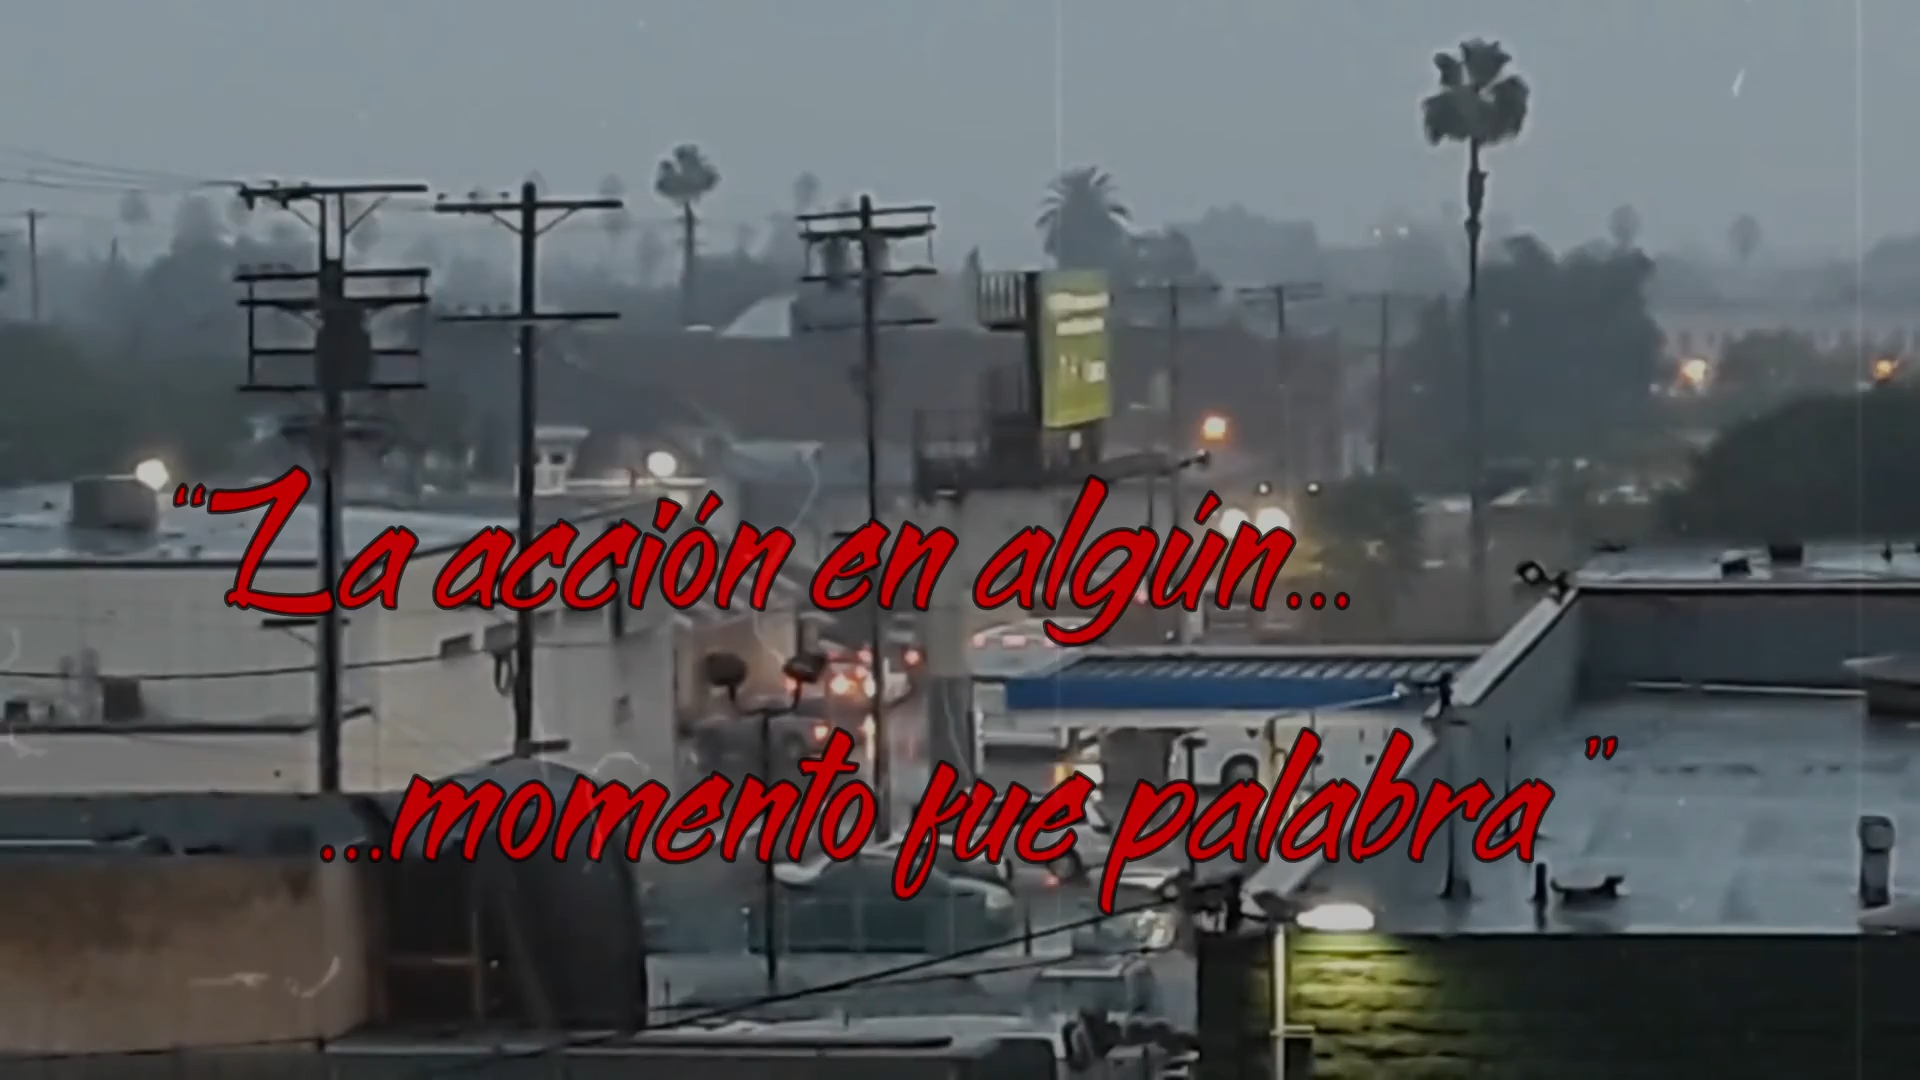 “La acción en algún...
...momento fue palabra”